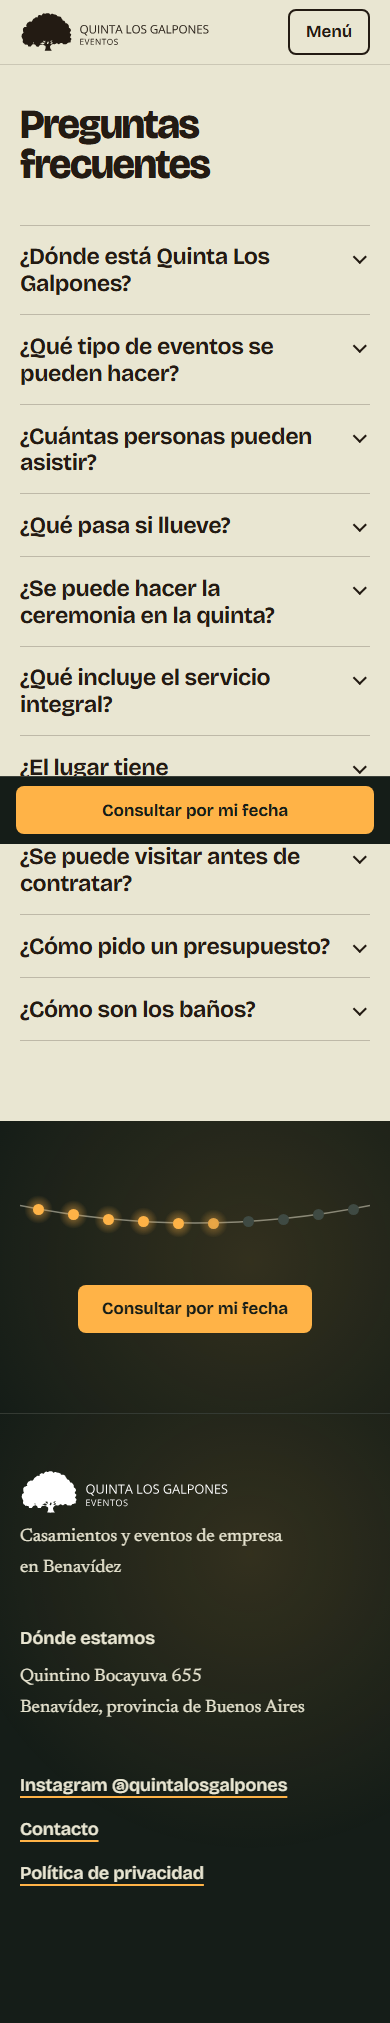 QUINTA LOS GALPONES
EVENTOS
Menú
Preguntas
frecuentes
¿Dónde está Quinta Los
Galpones?
¿Qué tipo de eventos se
pueden hacer?
¿Cuántas personas pueden
asistir?
¿Qué pasa si llueve?
¿Se puede hacer la
ceremonia en la quinta?
¿Qué incluye el servicio
integral?
¿El lugar tiene
Consultar por mi fecha
¿Se puede visitar antes de
contratar?
¿Cómo pido un presupuesto?
¿Cómo son los baños?
Consultar por mi fecha
QUINTA LOS GALPONES
EVENTOS
Casamientos y eventos de empresa
en Benavídez
Dónde estamos
Quintino Bocayuva 655
Benavídez, provincia de Buenos Aires
Instagram @quintalosgalpones
Contacto
Política de privacidad